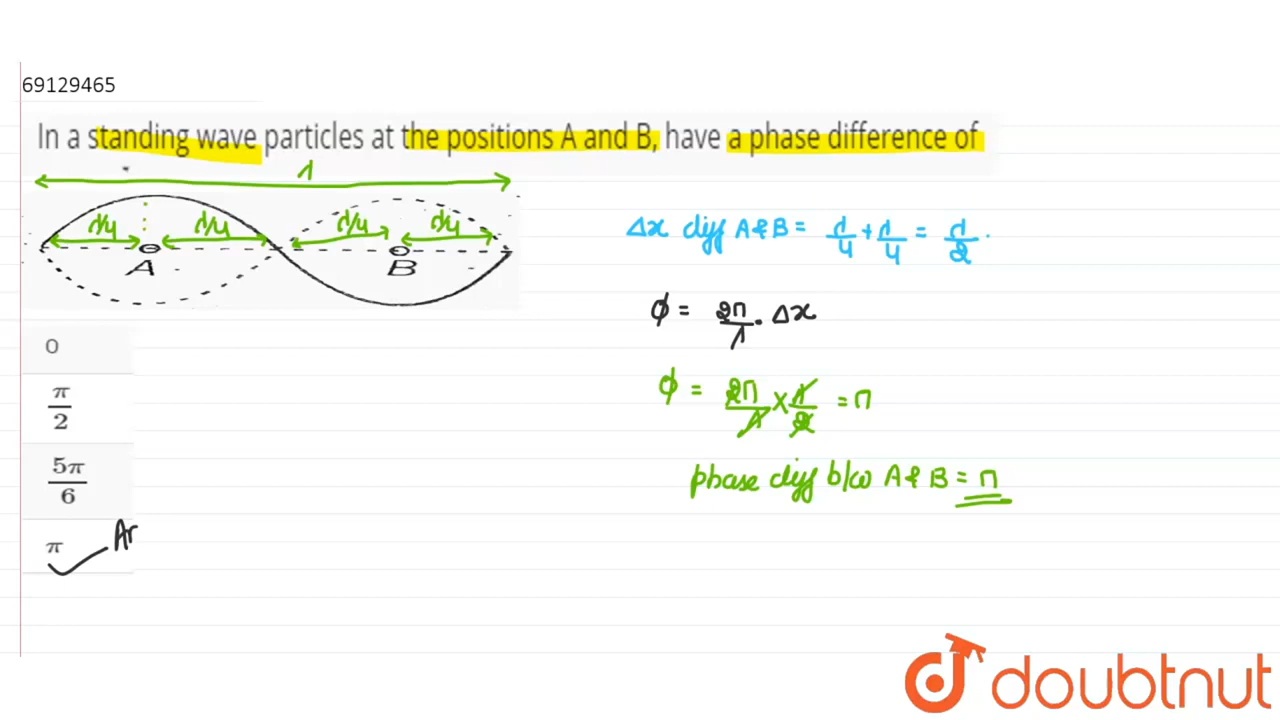 69129465
In a standing wave particles at the positions A and B, have a phase difference of
λ
λ/4 λ/4 λ/4 λ/4
A B
Δx diff A & B = λ/4 + λ/4 = λ/2 .
ϕ = 2π/λ . Δx
ϕ = 2π/λ × λ/2 = π
phase diff b/w A & B = π
0
π/2
5π/6
π Ar
doubtnut